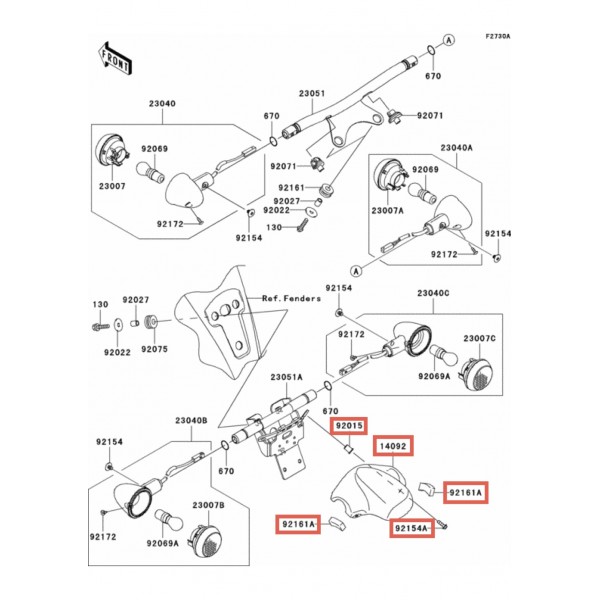 F2730A
FRONT
A
670
23051
92071
23040
670
92069
23040A
92069
92071
92161
92027
92022
23007
23007A
130
92172
92154
92172
92154
A
Ref.Fenders
92154
23040C
130
92027
92172
23007C
92022
92075
92069A
23051A
670
23040B
92015
14092
92154
670
92161A
23007B
92161A
92154A
92172
92069A